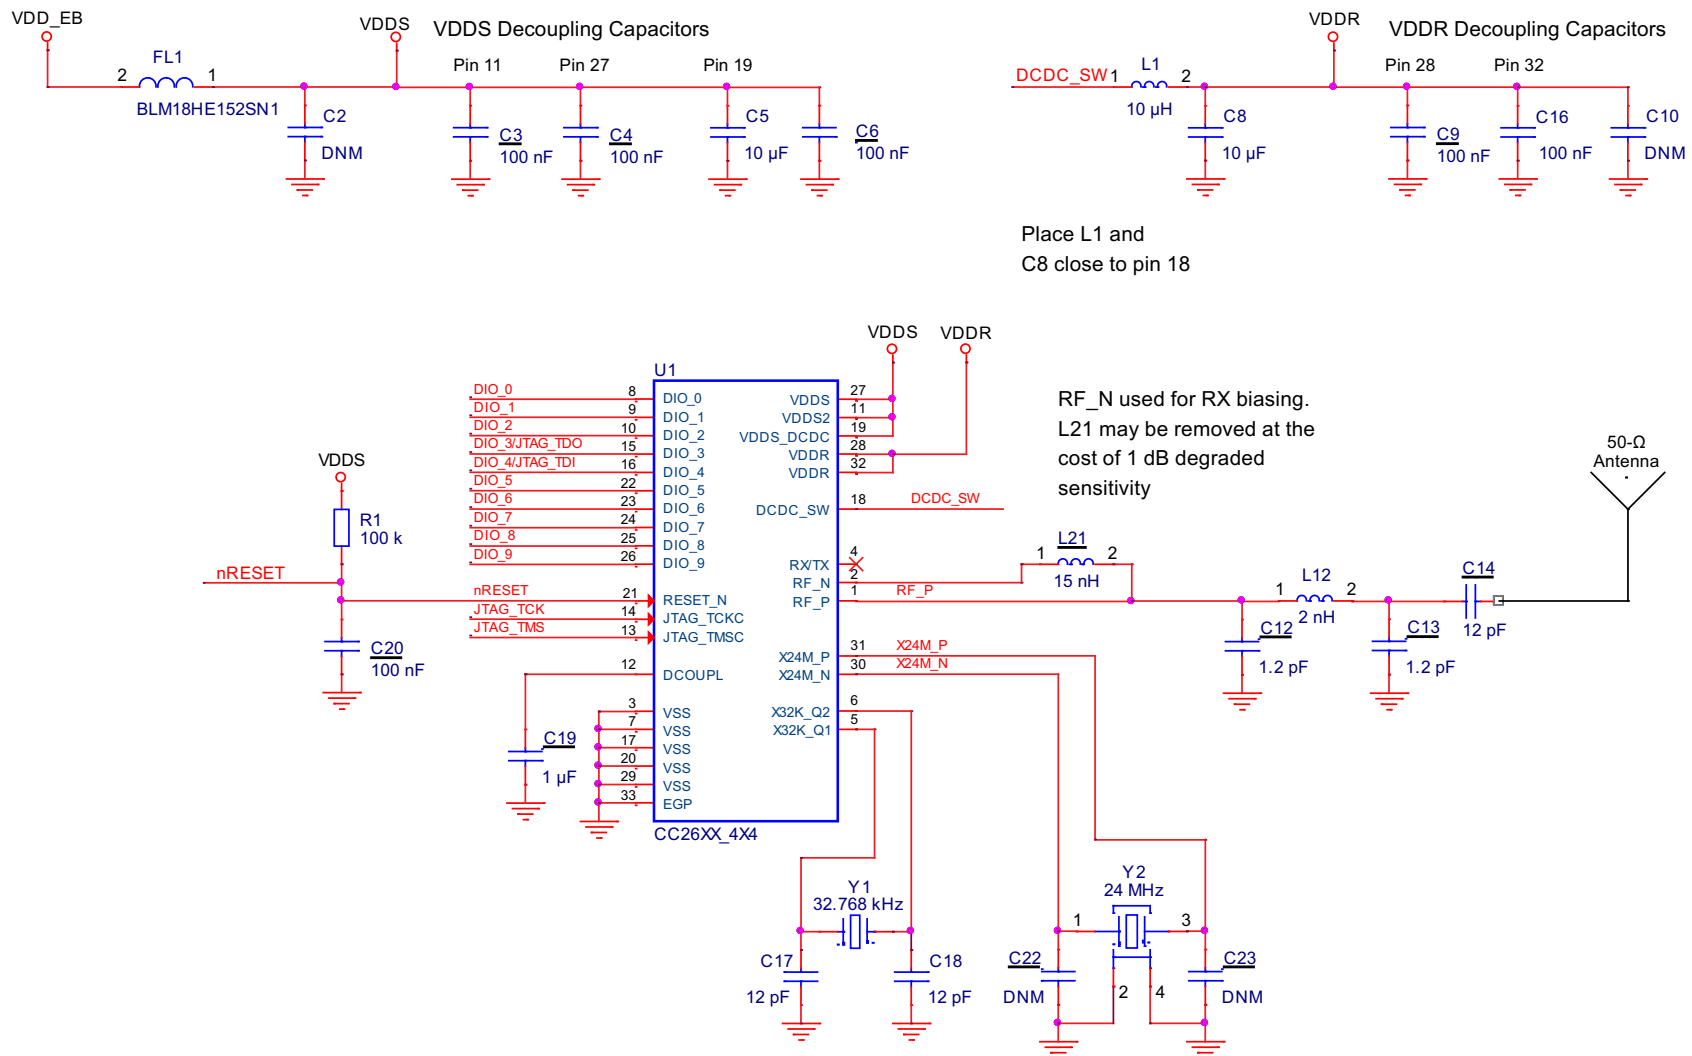 VDD_EB
VDDS
VDDS Decoupling Capacitors
FL1
2
1
BLM18HE152SN1
Pin 11
Pin 27
Pin 19
C2
DNM
C3
100 nF
C4
100 nF
C5
10 µF
C6
100 nF
VDDR
VDDR Decoupling Capacitors
DCDC_SW
1
L1
2
10 µH
Pin 28
Pin 32
C8
10 µF
C9
100 nF
C16
100 nF
C10
DNM
Place L1 and
C8 close to pin 18
VDDS
VDDR
U1
DIO_0
8
DIO_0
DIO_1
9
DIO_1
DIO_2
10
DIO_2
DIO_3/JTAG_TDO
15
DIO_3
DIO_4/JTAG_TDI
16
DIO_4
DIO_5
22
DIO_5
DIO_6
23
DIO_6
DIO_7
24
DIO_7
DIO_8
25
DIO_8
DIO_9
26
DIO_9
nRESET
21
RESET_N
JTAG_TCK
14
JTAG_TCKC
JTAG_TMS
13
JTAG_TMSC
12
DCOUPL
3
VSS
7
VSS
17
VSS
20
VSS
29
VSS
33
EGP
CC26XX_4X4
VDDS
27
VDDS2
11
VDDS_DCDC
19
VDDR
28
VDDR
32
DCDC_SW
18
DCDC_SW
RX/TX
4
RF_N
2
RF_P
1
RF_P
X24M_P
31
X24M_P
X24M_N
30
X24M_N
X32K_Q2
6
X32K_Q1
5
VDDS
R1
100 k
nRESET
C20
100 nF
C19
1 µF
RF_N used for RX biasing.
L21 may be removed at the
cost of 1 dB degraded
sensitivity
1
L21
2
15 nH
1
L12
2
2 nH
C12
1.2 pF
C13
1.2 pF
C14
12 pF
50-Ω
Antenna
Y1
32.768 kHz
C17
12 pF
C18
12 pF
Y2
24 MHz
1
3
2
4
C22
DNM
C23
DNM